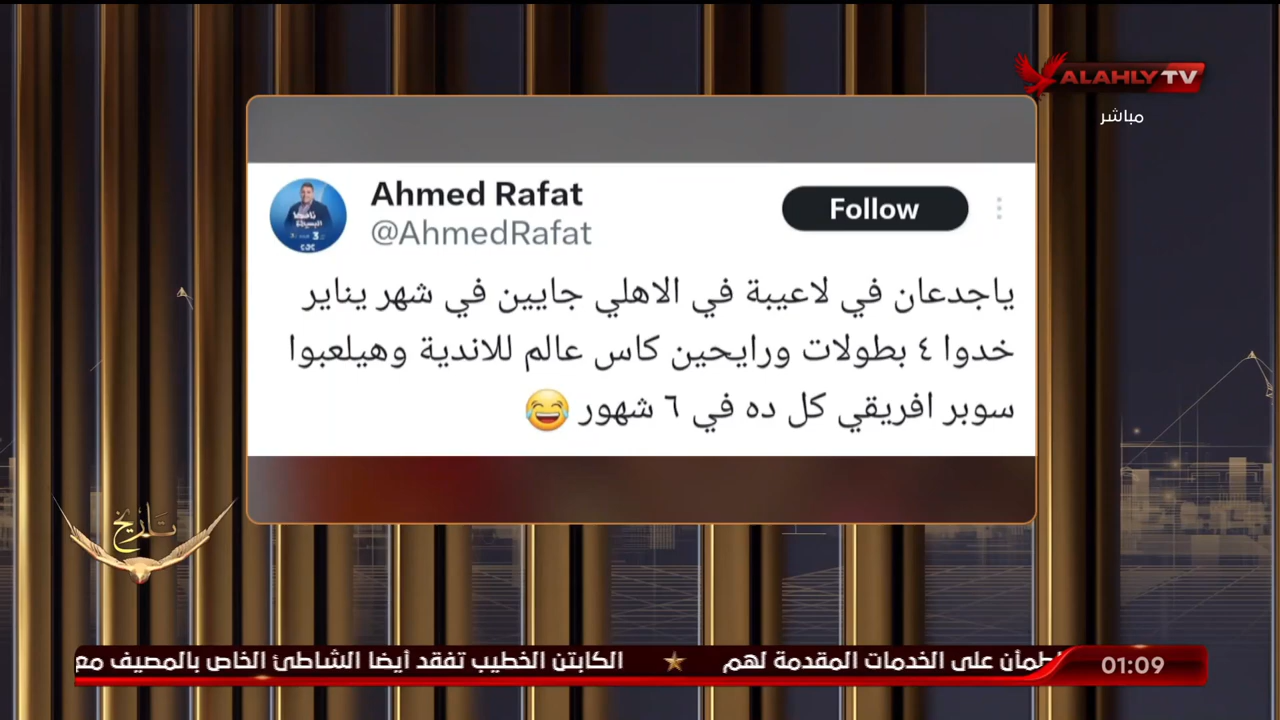 ALAHLY TV
مباشر
Ahmed Rafat
@AhmedRafat
Follow
ياجدعان في لاعيبة في الاهلي جايين في شهر يناير
خدوا ٤ بطولات ورايحين كاس عالم للاندية وهيلعبوا
سوبر افريقي كل ده في ٦ شهور 😂
تاريخ
على الخدمات المقدمة لهم ★ الكابتن الخطيب تفقد أيضا الشاطئ الخاص بالمصيف مع
01:09